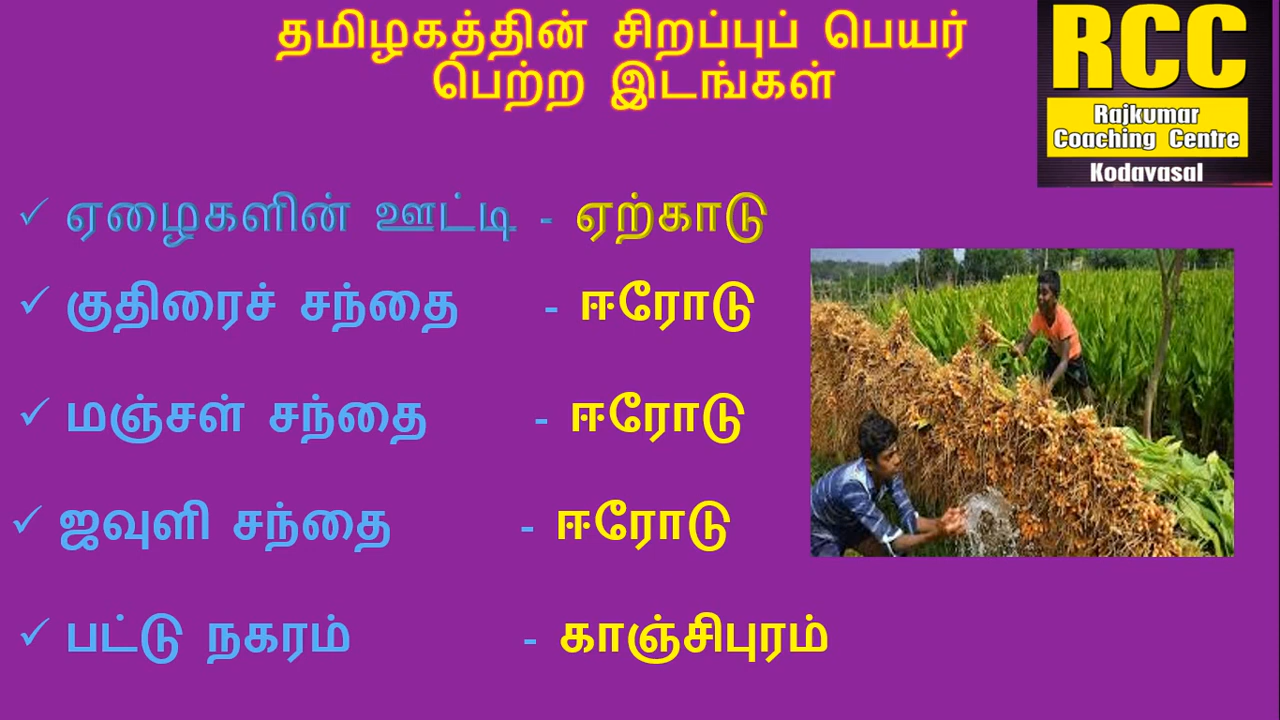 தமிழகத்தின் சிறப்புப் பெயர்
பெற்ற இடங்கள்
RCC
Rajkumar
Coaching Centre
Kodavasal
✓ ஏழைகளின் ஊட்டி - ஏற்காடு
✓ குதிரைச் சந்தை - ஈரோடு
✓ மஞ்சள் சந்தை - ஈரோடு
✓ ஜவுளி சந்தை - ஈரோடு
✓ பட்டு நகரம் - காஞ்சிபுரம்